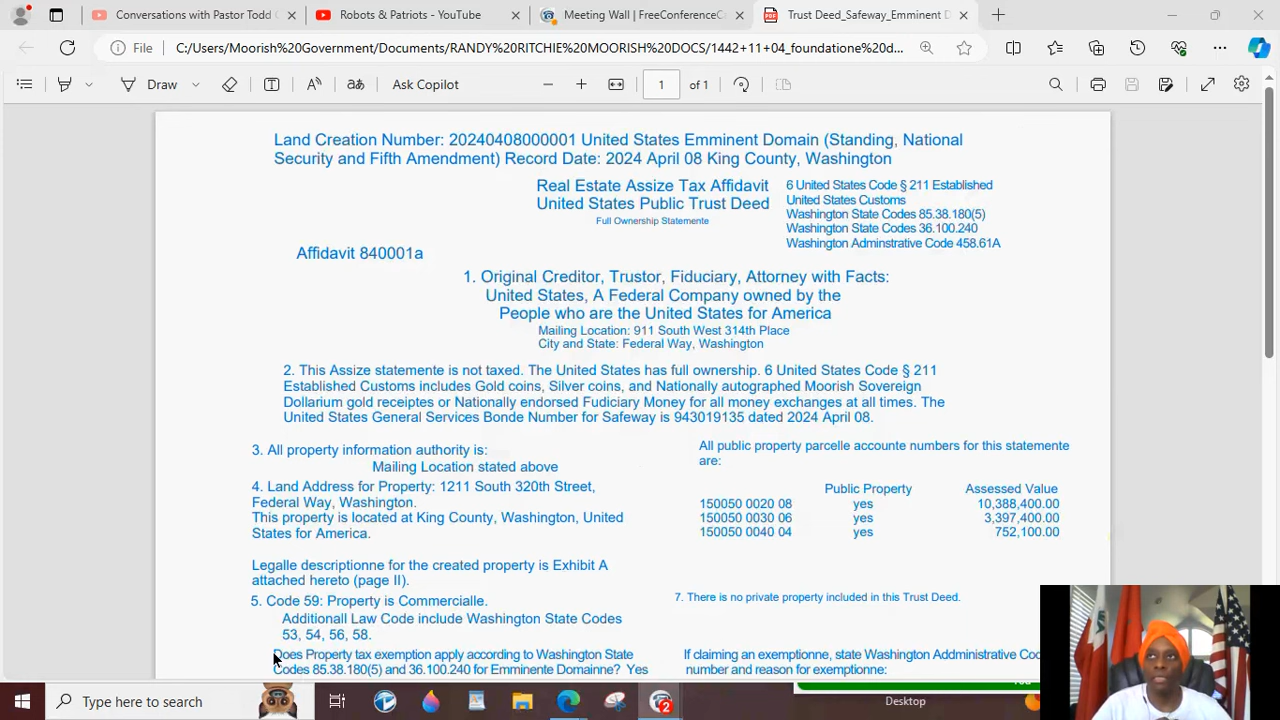 Conversations with Pastor Todd C
Robots & Patriots - YouTube
Meeting Wall | FreeConferenceCa
Trust Deed_Safeway_Emminent D
File
C:/Users/Moorish%20Government/Documents/RANDY%20RITCHIE%20MOORISH%20DOCS/1442+11+04_foundatione%20d...
Draw
Ask Copilot
1 of 1
Land Creation Number: 20240408000001 United States Emminent Domain (Standing, National
Security and Fifth Amendment) Record Date: 2024 April 08 King County, Washington
Real Estate Assize Tax Affidavit
United States Public Trust Deed
Full Ownership Statemente
6 United States Code § 211 Established
United States Customs
Washington State Codes 85.38.180(5)
Washington State Codes 36.100.240
Washington Adminstrative Code 458.61A
Affidavit 840001a
1. Original Creditor, Trustor, Fiduciary, Attorney with Facts:
United States, A Federal Company owned by the
People who are the United States for America
Mailing Location: 911 South West 314th Place
City and State: Federal Way, Washington
2. This Assize statemente is not taxed. The United States has full ownership. 6 United States Code § 211
Established Customs includes Gold coins, Silver coins, and Nationally autographed Moorish Sovereign
Dollarium gold receiptes or Nationally endorsed Fudiciary Money for all money exchanges at all times. The
United States General Services Bonde Number for Safeway is 943019135 dated 2024 April 08.
3. All property information authority is:
Mailing Location stated above
4. Land Address for Property: 1211 South 320th Street,
Federal Way, Washington.
This property is located at King County, Washington, United
States for America.
Legalle descriptionne for the created property is Exhibit A
attached hereto (page II).
5. Code 59: Property is Commercialle.
Additionall Law Code include Washington State Codes
53, 54, 56, 58.
Does Property tax exemption apply according to Washington State
Codes 85.38.180(5) and 36.100.240 for Emminente Domainne? Yes
All public property parcelle accounte numbers for this statemente
are:
Public Property Assessed Value
150050 0020 08 yes 10,388,400.00
150050 0030 06 yes 3,397,400.00
150050 0040 04 yes 752,100.00
7. There is no private property included in this Trust Deed.
If claiming an exemptionne, state Washington Addministrative Co
number and reason for exemptionne:
Type here to search
2
Desktop